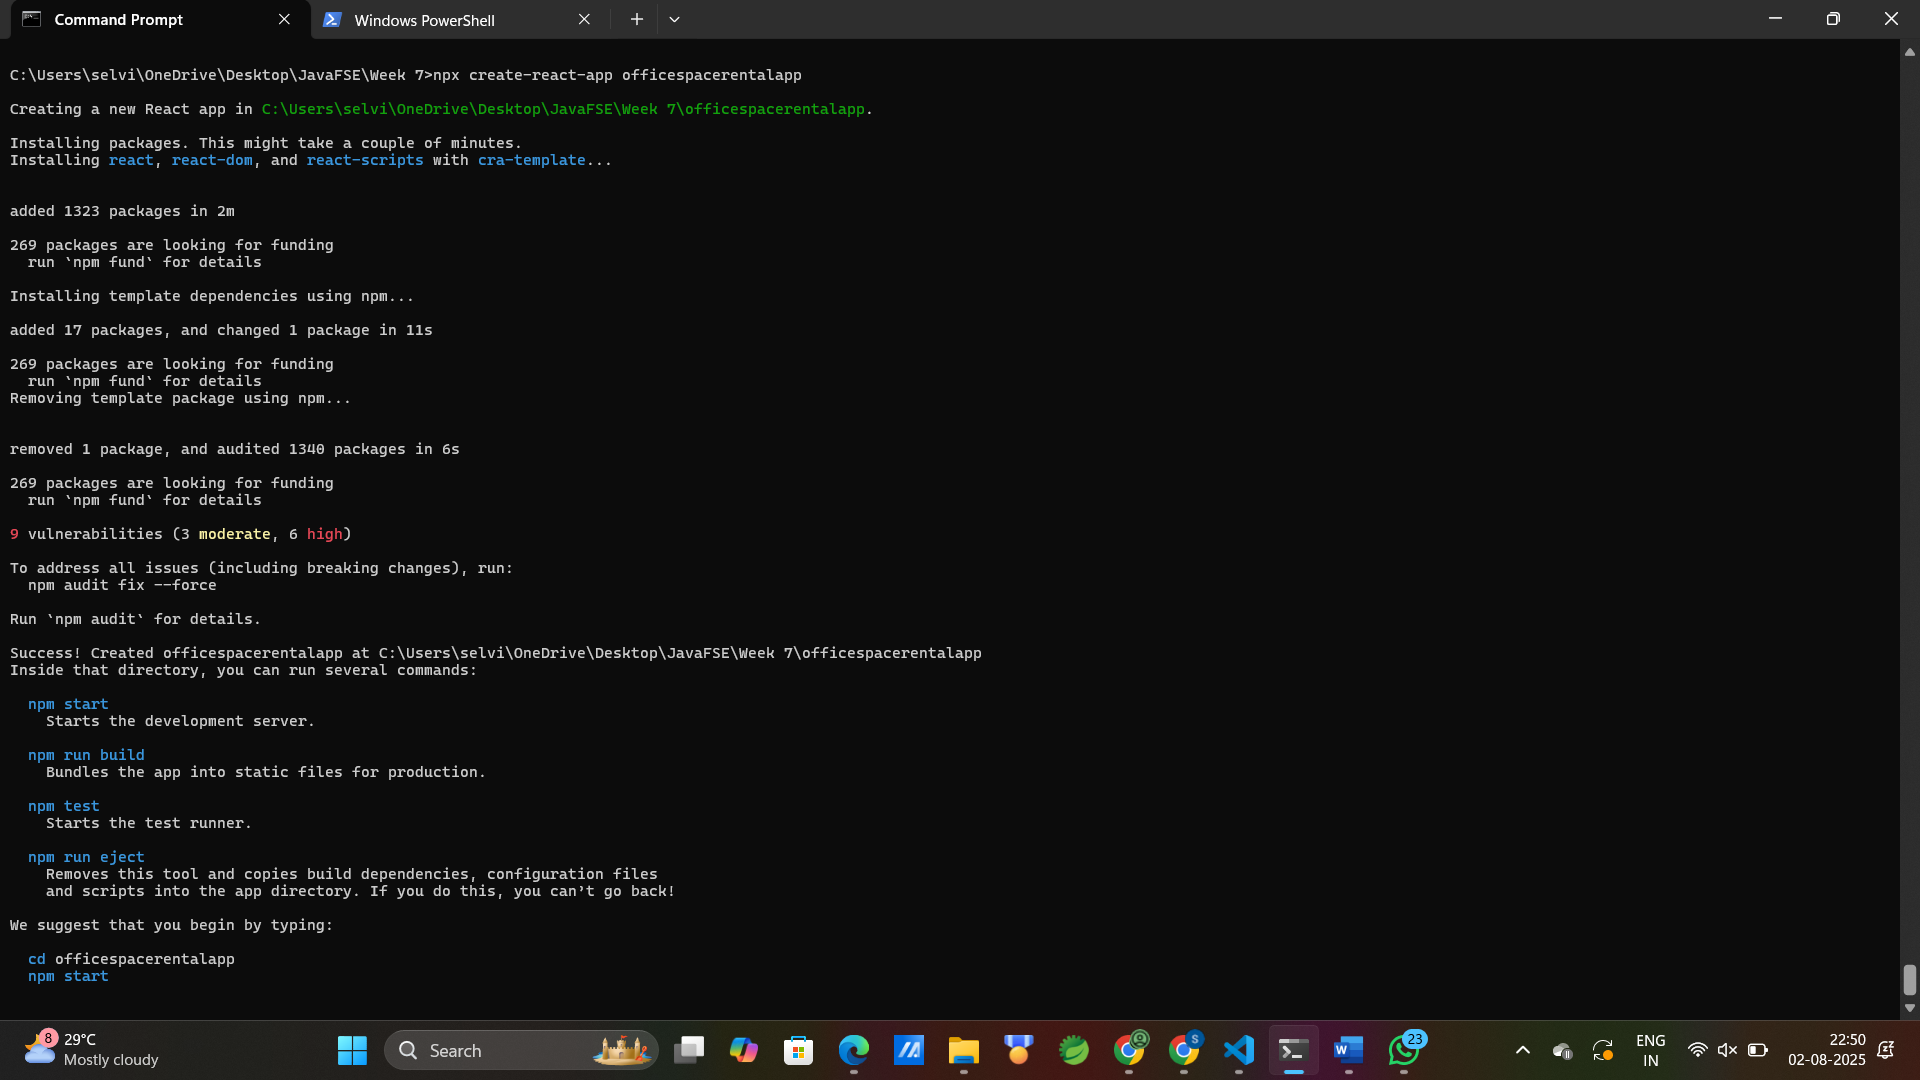 Command Prompt
Windows PowerShell
C:\Users\selvi\OneDrive\Desktop\JavaFSE\Week 7>npx create-react-app officespacerentalapp
Creating a new React app in C:\Users\selvi\OneDrive\Desktop\JavaFSE\Week 7\officespacerentalapp.
Installing packages. This might take a couple of minutes.
Installing react, react-dom, and react-scripts with cra-template...
added 1323 packages in 2m
269 packages are looking for funding
  run `npm fund` for details
Installing template dependencies using npm...
added 17 packages, and changed 1 package in 11s
269 packages are looking for funding
  run `npm fund` for details
Removing template package using npm...
removed 1 package, and audited 1340 packages in 6s
269 packages are looking for funding
  run `npm fund` for details
9 vulnerabilities (3 moderate, 6 high)
To address all issues (including breaking changes), run:
  npm audit fix --force
Run `npm audit` for details.
Success! Created officespacerentalapp at C:\Users\selvi\OneDrive\Desktop\JavaFSE\Week 7\officespacerentalapp
Inside that directory, you can run several commands:
  npm start
    Starts the development server.
  npm run build
    Bundles the app into static files for production.
  npm test
    Starts the test runner.
  npm run eject
    Removes this tool and copies build dependencies, configuration files
    and scripts into the app directory. If you do this, you can’t go back!
We suggest that you begin by typing:
  cd officespacerentalapp
  npm start
8
29°C
Mostly cloudy
Search
S
W
23
ENG
IN
22:50
02-08-2025